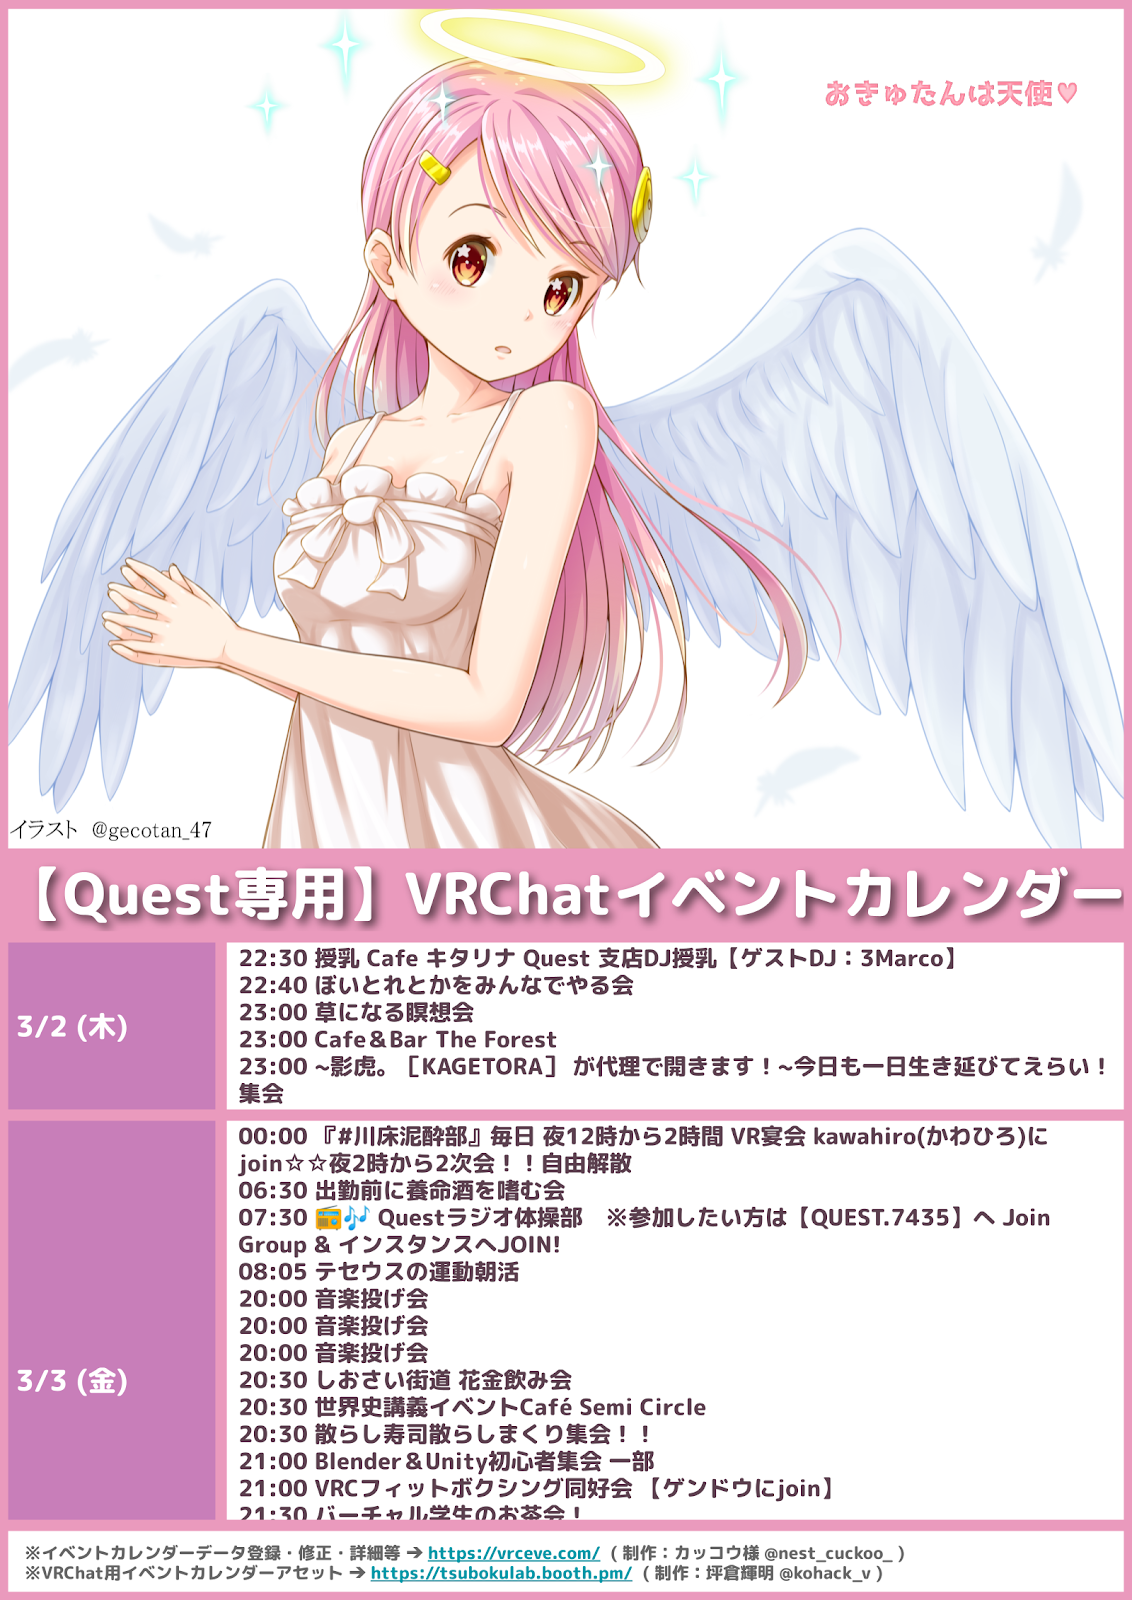 おきゅたんは天使♥
イラスト @gecotan_47
【Quest専用】VRChatイベントカレンダー
3/2 (木)
22:30 授乳 Cafe キタリナ Quest 支店DJ授乳【ゲストDJ：3Marco】
22:40 ぼいとれとかをみんなでやる会
23:00 草になる瞑想会
23:00 Cafe＆Bar The Forest
23:00 ~影虎。［KAGETORA］ が代理で開きます！~今日も一日生き延びてえらい！
集会
3/3 (金)
00:00 『#川床泥酔部』毎日 夜12時から2時間 VR宴会 kawahiro(かわひろ)に
join☆☆夜2時から2次会！！自由解散
06:30 出勤前に養命酒を嗜む会
07:30 📻🎶 Questラジオ体操部　※参加したい方は【QUEST.7435】へ Join
Group & インスタンスへJOIN!
08:05 テセウスの運動朝活
20:00 音楽投げ会
20:00 音楽投げ会
20:00 音楽投げ会
20:30 しおさい街道 花金飲み会
20:30 世界史講義イベントCafé Semi Circle
20:30 散らし寿司散らしまくり集会！！
21:00 Blender＆Unity初心者集会 一部
21:00 VRCフィットボクシング同好会 【ゲンドウにjoin】
21:30 バーチャル学生のお茶会！
※イベントカレンダーデータ登録・修正・詳細等 ➔ https://vrceve.com/ ( 制作：カッコウ様 @nest_cuckoo_ )
※VRChat用イベントカレンダーアセット ➔ https://tsubokulab.booth.pm/ ( 制作：坪倉輝明 @kohack_v )